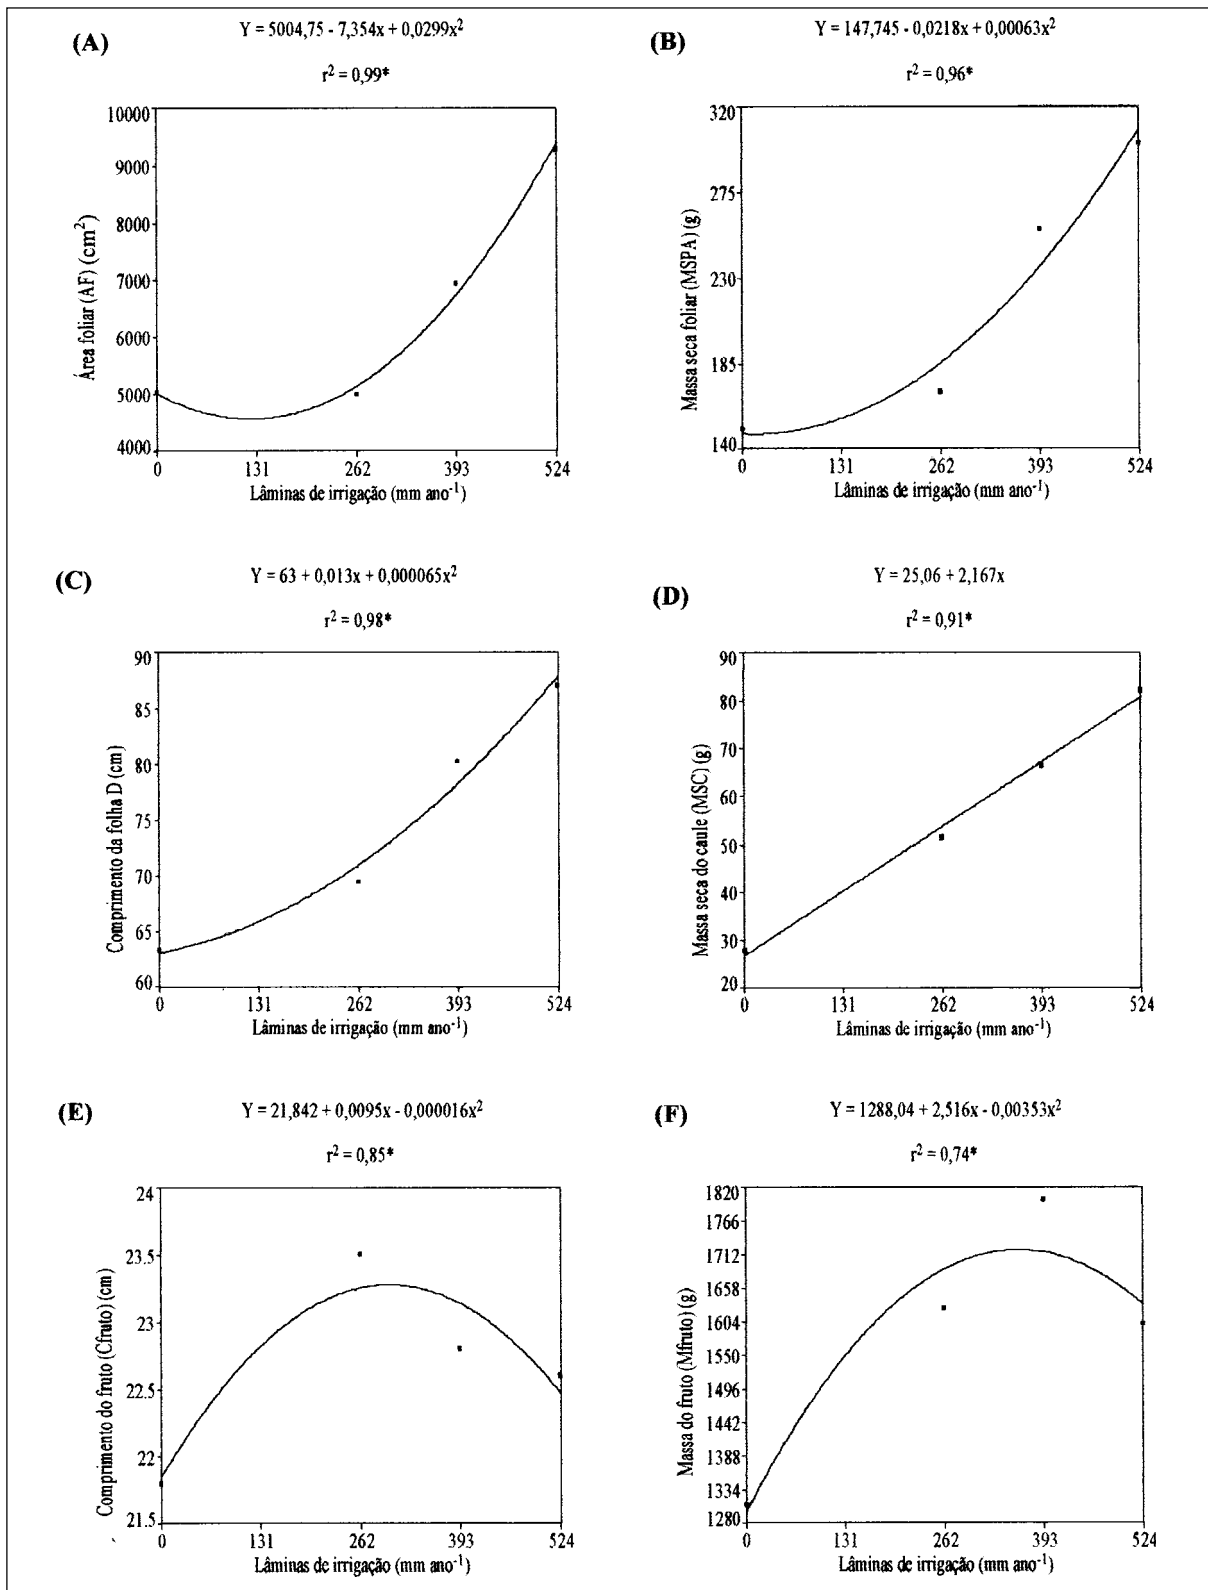 (A)
Y = 5004,75 - 7,354x + 0,0299x²
r² = 0,99*
10000
9000
8000
7000
6000
5000
4000
Área foliar (AF) (cm²)
0 131 262 393 524
Lâminas de irrigação (mm ano⁻¹)
(B)
Y = 147,745 - 0,0218x + 0,00063x²
r² = 0,96*
320
275
230
185
140
Massa seca foliar (MSPA) (g)
0 131 262 393 524
Lâminas de irrigação (mm ano⁻¹)
(C)
Y = 63 + 0,013x + 0,000065x²
r² = 0,98*
90
85
80
75
70
65
60
Comprimento da folha D (cm)
0 131 262 393 524
Lâminas de irrigação (mm ano⁻¹)
(D)
Y = 25,06 + 2,167x
r² = 0,91*
90
80
70
60
50
40
30
20
Massa seca do caule (MSC) (g)
0 131 262 393 524
Lâminas de irrigação (mm ano⁻¹)
(E)
Y = 21,842 + 0,0095x - 0,000016x²
r² = 0,85*
24
23.5
23
22.5
22
21.5
Comprimento do fruto (Cfruto) (cm)
0 131 262 393 524
Lâminas de irrigação (mm ano⁻¹)
(F)
Y = 1288,04 + 2,516x - 0,00353x²
r² = 0,74*
1820
1766
1712
1658
1604
1550
1496
1442
1388
1334
1280
Massa do fruto (Mfruto) (g)
0 131 262 393 524
Lâminas de irrigação (mm ano⁻¹)